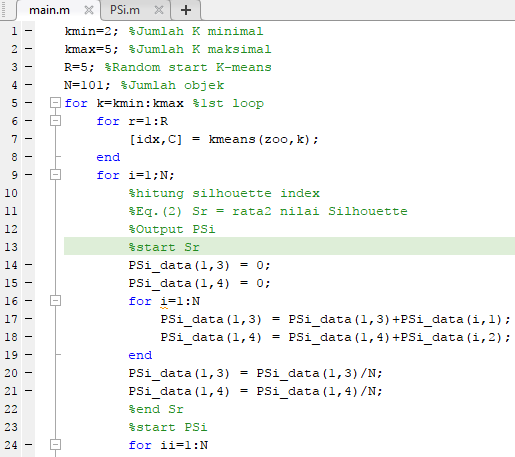 main.m PSi.m
1 kmin=2; %Jumlah K minimal
2 kmax=5; %Jumlah K maksimal
3 R=5; %Random start K-means
4 N=101; %Jumlah objek
5 for k=kmin:kmax %1st loop
6 for r=1:R
7 [idx,C] = kmeans(zoo,k);
8 end
9 for i=1;N;
10 %hitung silhouette index
11 %Eq.(2) Sr = rata2 nilai Silhouette
12 %Output PSi
13 %start Sr
14 PSi_data(1,3) = 0;
15 PSi_data(1,4) = 0;
16 for i=1:N
17 PSi_data(1,3) = PSi_data(1,3)+PSi_data(i,1);
18 PSi_data(1,4) = PSi_data(1,4)+PSi_data(i,2);
19 end
20 PSi_data(1,3) = PSi_data(1,3)/N;
21 PSi_data(1,4) = PSi_data(1,4)/N;
22 %end Sr
23 %start PSi
24 for ii=1:N